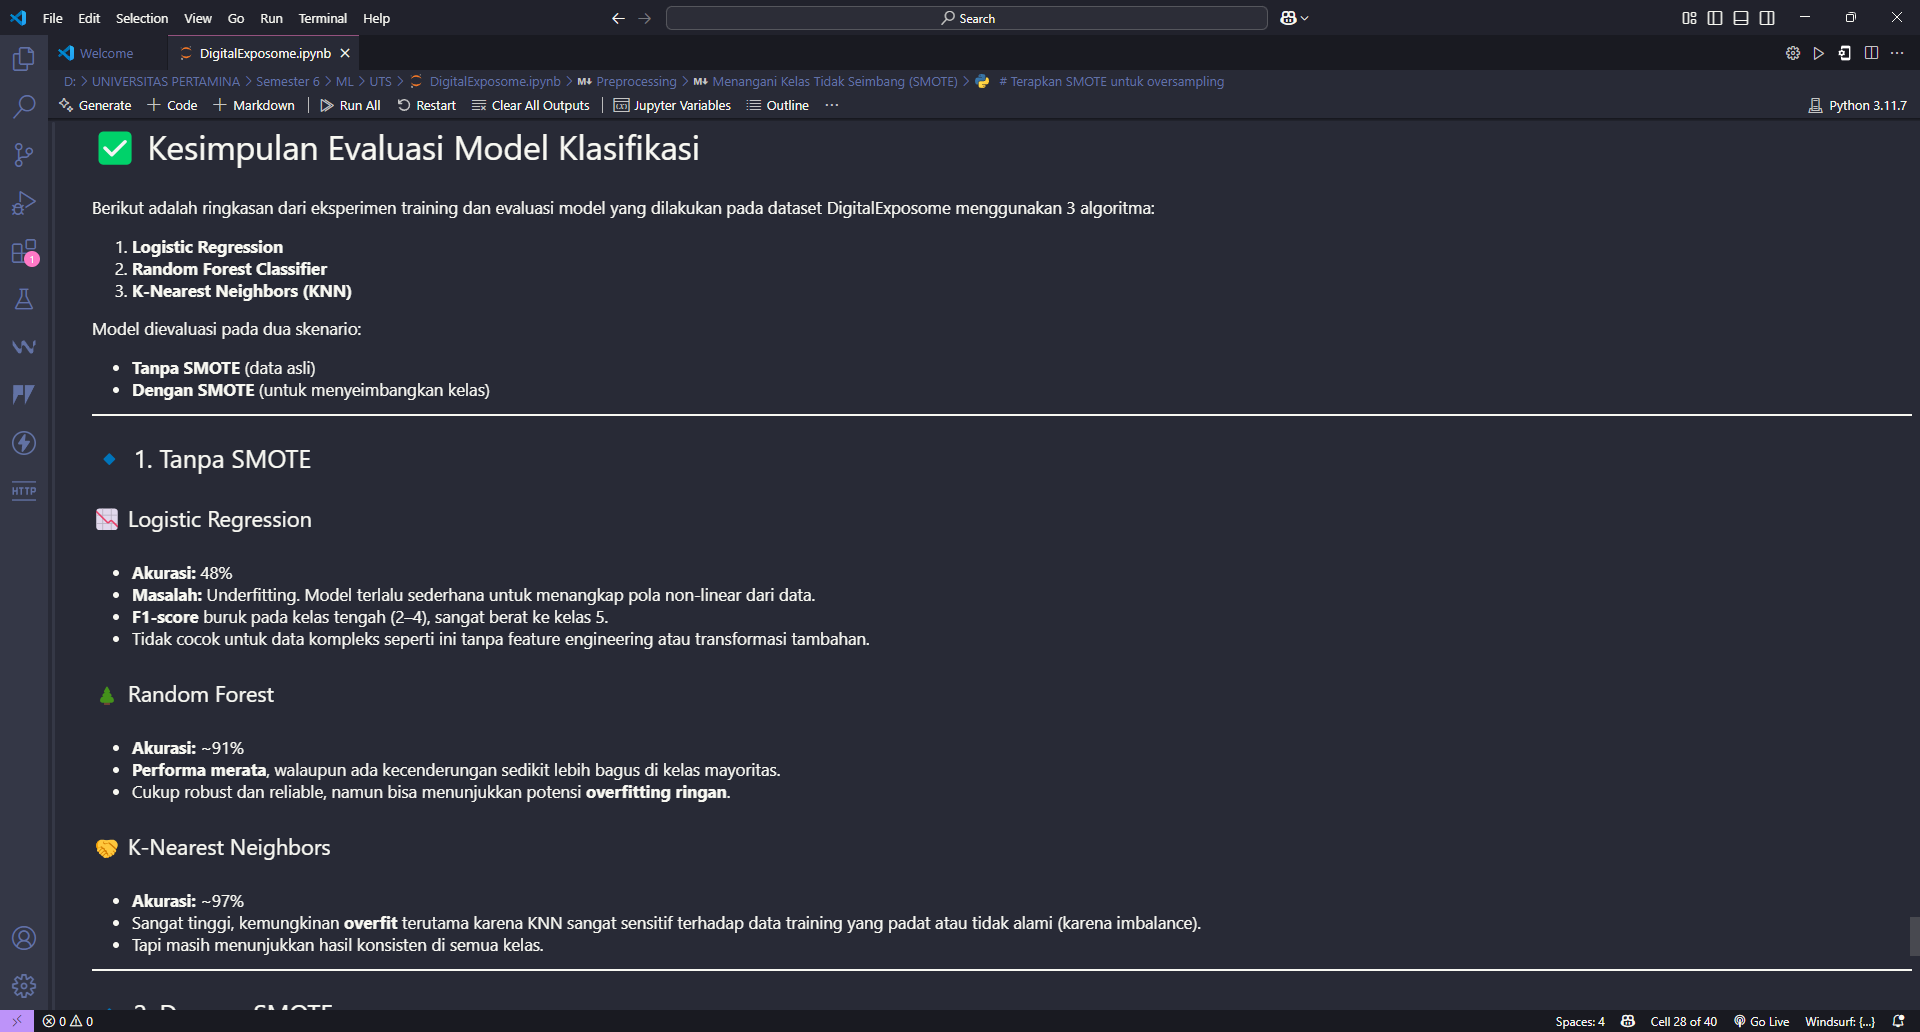 File Edit Selection View Go Run Terminal Help
Search
Welcome
DigitalExposome.ipynb
D: > UNIVERSITAS PERTAMINA > Semester 6 > ML > UTS > DigitalExposome.ipynb > M↓ Preprocessing > M↓ Menangani Kelas Tidak Seimbang (SMOTE) > # Terapkan SMOTE untuk oversampling
Generate + Code + Markdown | Run All Restart Clear All Outputs | Jupyter Variables Outline ...
Python 3.11.7
1
HTTP
✅ Kesimpulan Evaluasi Model Klasifikasi
Berikut adalah ringkasan dari eksperimen training dan evaluasi model yang dilakukan pada dataset DigitalExposome menggunakan 3 algoritma:
1. Logistic Regression
2. Random Forest Classifier
3. K-Nearest Neighbors (KNN)
Model dievaluasi pada dua skenario:
• Tanpa SMOTE (data asli)
• Dengan SMOTE (untuk menyeimbangkan kelas)
🔹 1. Tanpa SMOTE
📉 Logistic Regression
• Akurasi: 48%
• Masalah: Underfitting. Model terlalu sederhana untuk menangkap pola non-linear dari data.
• F1-score buruk pada kelas tengah (2–4), sangat berat ke kelas 5.
• Tidak cocok untuk data kompleks seperti ini tanpa feature engineering atau transformasi tambahan.
🌲 Random Forest
• Akurasi: ~91%
• Performa merata, walaupun ada kecenderungan sedikit lebih bagus di kelas mayoritas.
• Cukup robust dan reliable, namun bisa menunjukkan potensi overfitting ringan.
🤝 K-Nearest Neighbors
• Akurasi: ~97%
• Sangat tinggi, kemungkinan overfit terutama karena KNN sangat sensitif terhadap data training yang padat atau tidak alami (karena imbalance).
• Tapi masih menunjukkan hasil konsisten di semua kelas.
SMOTE
0 0
Spaces: 4
Cell 28 of 40
Go Live
Windsurf: {...}